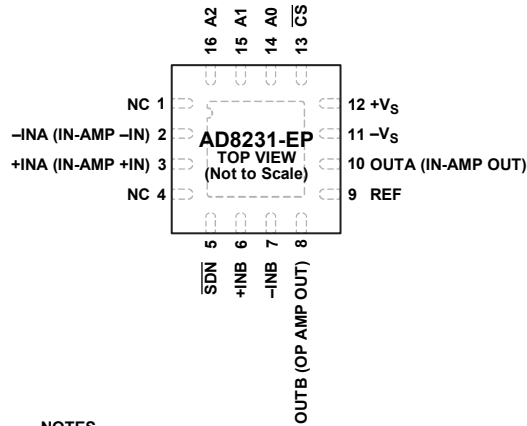 16 A2
15 A1
14 A0
13 C̅S̅
NC 1
–INA (IN-AMP –IN) 2
+INA (IN-AMP +IN) 3
NC 4
AD8231-EP
TOP VIEW
(Not to Scale)
12 +VS
11 –VS
10 OUTA (IN-AMP OUT)
9 REF
S̅D̅N̅ 5
+INB 6
–INB 7
OUTB (OP AMP OUT) 8
NOTES